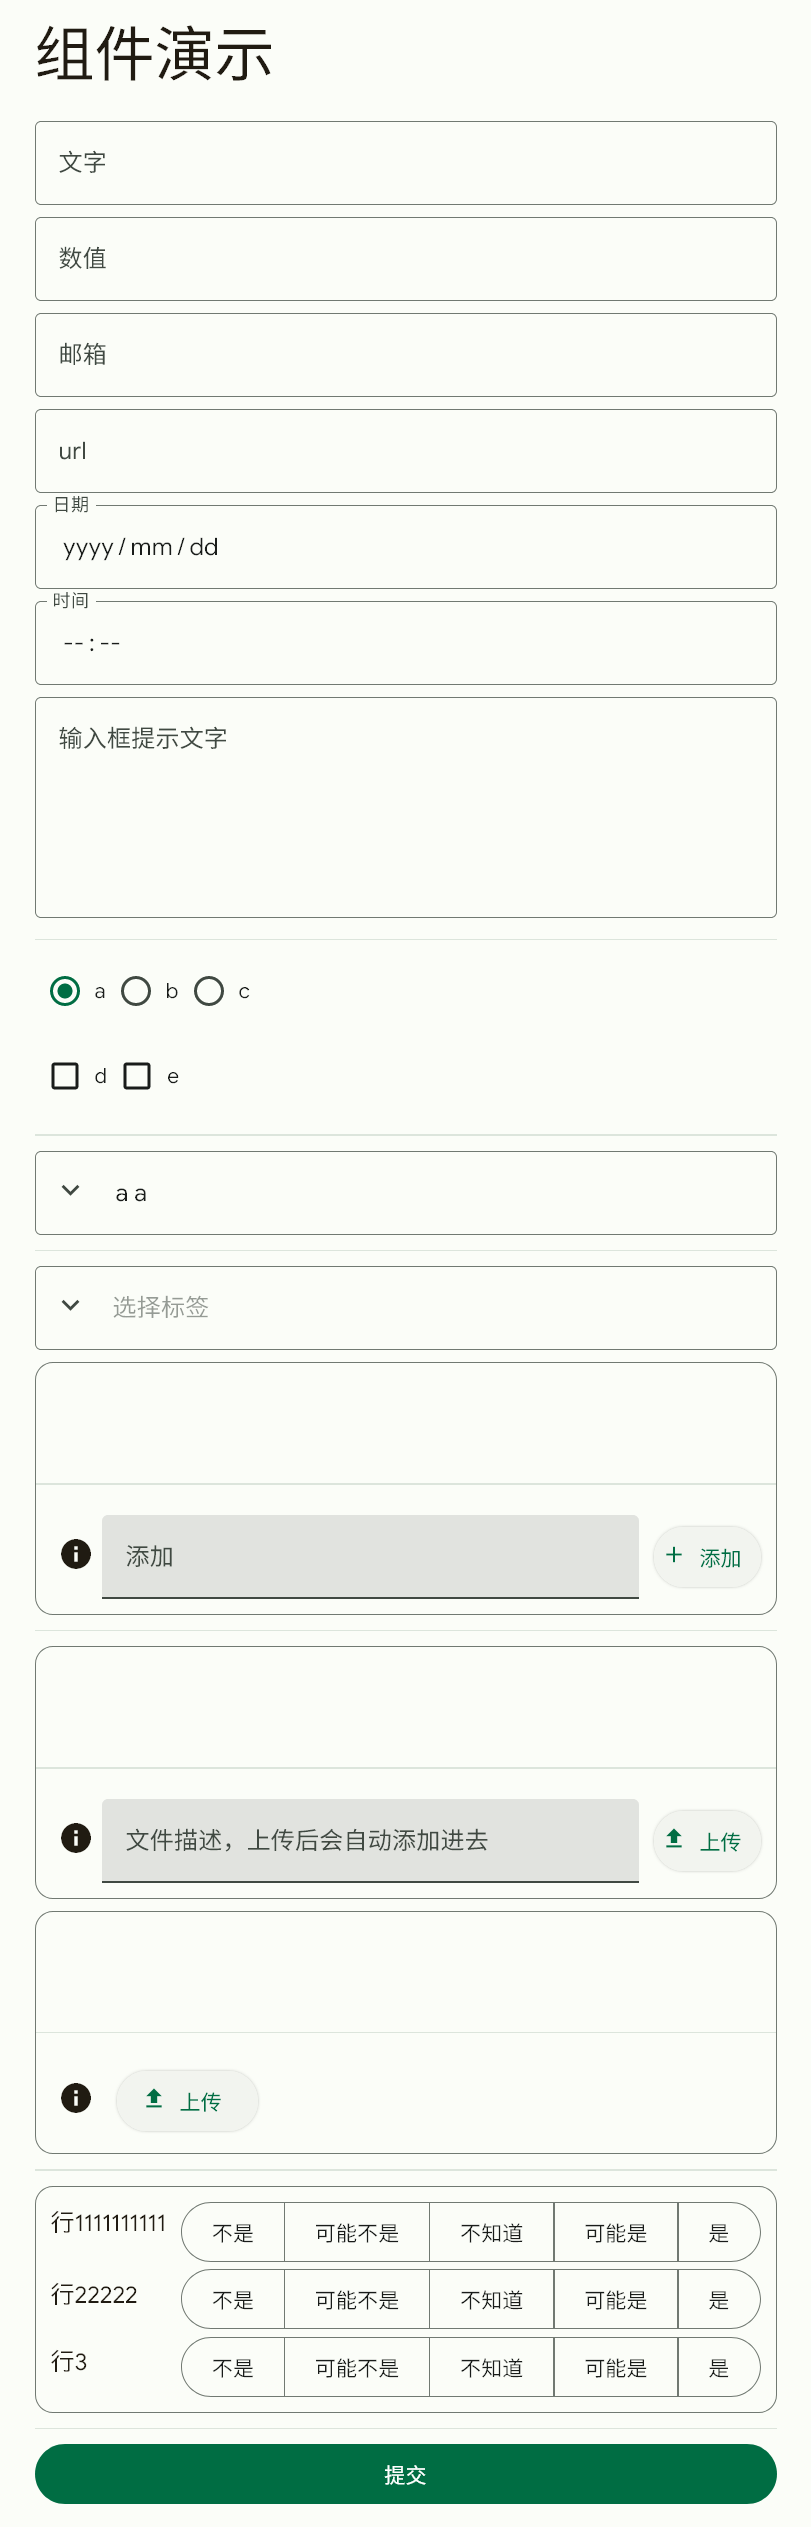 组件演示
文字
数值
邮箱
url
日期
yyyy/mm/dd
时间
--:--
输入框提示文字
a b c
d e
a a
选择标签
添加 添加
文件描述，上传后会自动添加进去 上传
上传
行1111111111 不是 可能不是 不知道 可能是 是
行22222 不是 可能不是 不知道 可能是 是
行3 不是 可能不是 不知道 可能是 是
提交